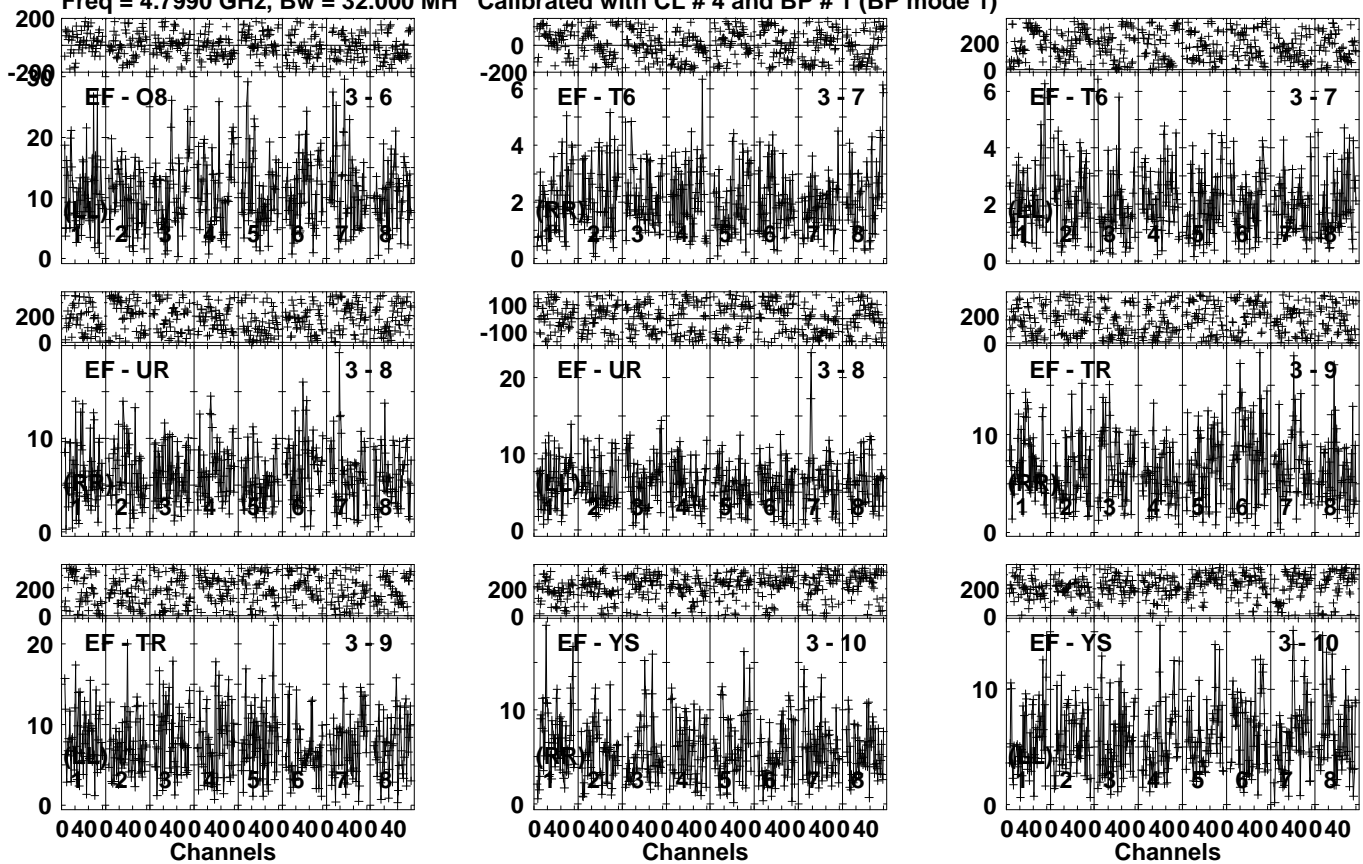 Freq = 4.7990 GHz, Bw = 32.000 MH Calibrated with CL # 4 and BP # 1 (BP mode 1)
200
-200
30
20
10
0
EF - O8 3 - 6
(LL)
1 2 3 4 5 6 7 8
0
-200
6
4
2
0
EF - T6 3 - 7
(RR)
1 2 3 4 5 6 7 8
200
0
6
4
2
0
EF - T6 3 - 7
(LL)
1 2 3 4 5 6 7 8
200
0
10
0
EF - UR 3 - 8
(RR)
1 2 3 4 5 6 7 8
100
-100
20
10
0
EF - UR 3 - 8
(LL)
1 2 3 4 5 6 7 8
200
0
10
0
EF - TR 3 - 9
(RR)
1 2 3 4 5 6 7 8
200
0
20
10
0
EF - TR 3 - 9
(LL)
1 2 3 4 5 6 7 8
0 40 0 40 0 40 0 40 0 40 0 40 0 40 0 40
Channels
200
0
10
0
EF - YS 3 - 10
(RR)
1 2 3 4 5 6 7 8
0 40 0 40 0 40 0 40 0 40 0 40 0 40 0 40
Channels
200
0
10
0
EF - YS 3 - 10
(LL)
1 2 3 4 5 6 7 8
0 40 0 40 0 40 0 40 0 40 0 40 0 40 0 40
Channels